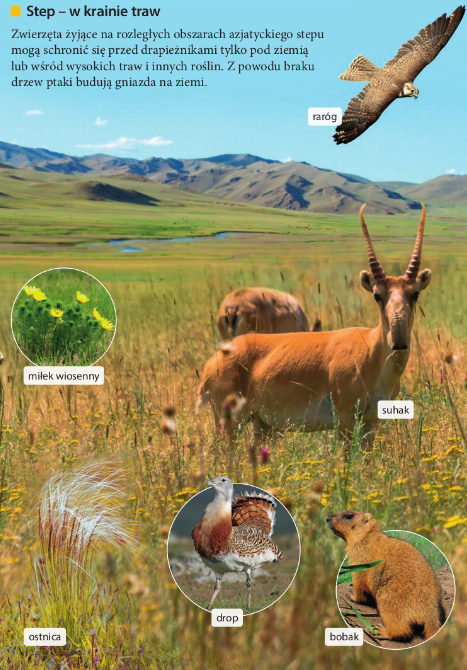 Step – w krainie traw
Zwierzęta żyjące na rozległych obszarach azjatyckiego stepu
mogą schronić się przed drapieżnikami tylko pod ziemią
lub wśród wysokich traw i innych roślin. Z powodu braku
drzew ptaki budują gniazda na ziemi.
raróg
miłek wiosenny
suhak
drop
ostnica
bobak